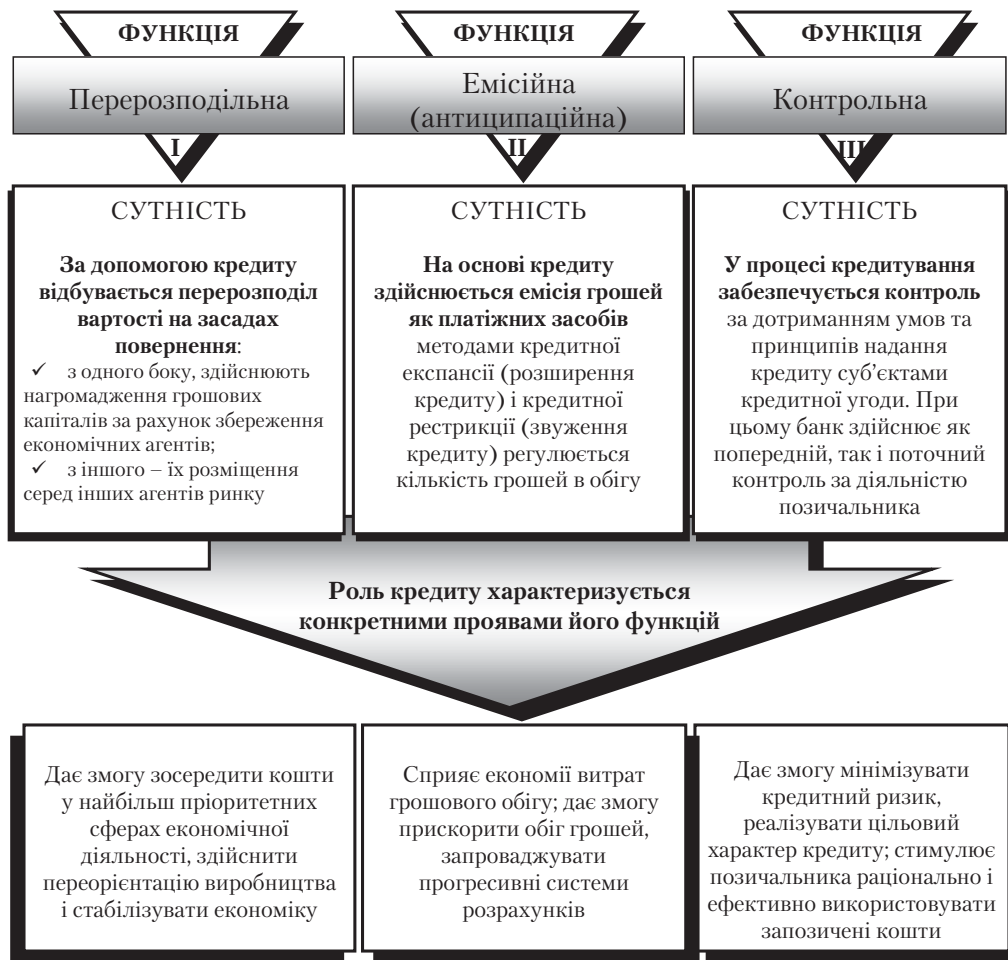 ФУНКЦІЯ
Перерозподільна
I
СУТНІСТЬ
За допомогою кредиту
відбувається перерозподіл
вартості на засадах
повернення:
✓ з одного боку, здійснюють
нагромадження грошових
капіталів за рахунок збереження
економічних агентів;
✓ з іншого – їх розміщення
серед інших агентів ринку
ФУНКЦІЯ
Емісійна
(антиципаційна)
II
СУТНІСТЬ
На основі кредиту
здійснюється емісія грошей
як платіжних засобів
методами кредитної
експансії (розширення
кредиту) і кредитної
рестрикції (звуження
кредиту) регулюється
кількість грошей в обігу
ФУНКЦІЯ
Контрольна
III
СУТНІСТЬ
У процесі кредитування
забезпечується контроль
за дотриманням умов та
принципів надання
кредиту суб’єктами
кредитної угоди. При
цьому банк здійснює як
попередній, так і поточний
контроль за діяльністю
позичальника
Роль кредиту характеризується
конкретними проявами його функцій
Дає змогу зосередити кошти
у найбільш пріоритетних
сферах економічної
діяльності, здійснити
переорієнтацію виробництва
і стабілізувати економіку
Сприяє економії витрат
грошового обігу; дає змогу
прискорити обіг грошей,
запроваджувати
прогресивні системи
розрахунків
Дає змогу мінімізувати
кредитний ризик,
реалізувати цільовий
характер кредиту; стимулює
позичальника раціонально і
ефективно використовувати
запозичені кошти